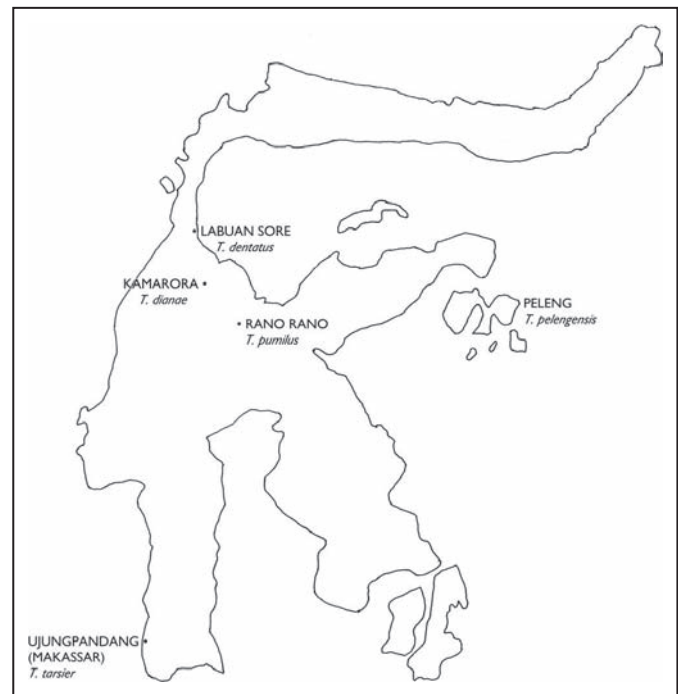 LABUAN SORE
T. dentatus
KAMARORA
T. dianae
RANO RANO
T. pumilus
PELENG
T. pelengensis
UJUNGPANDANG
(MAKASSAR)
T. tarsier